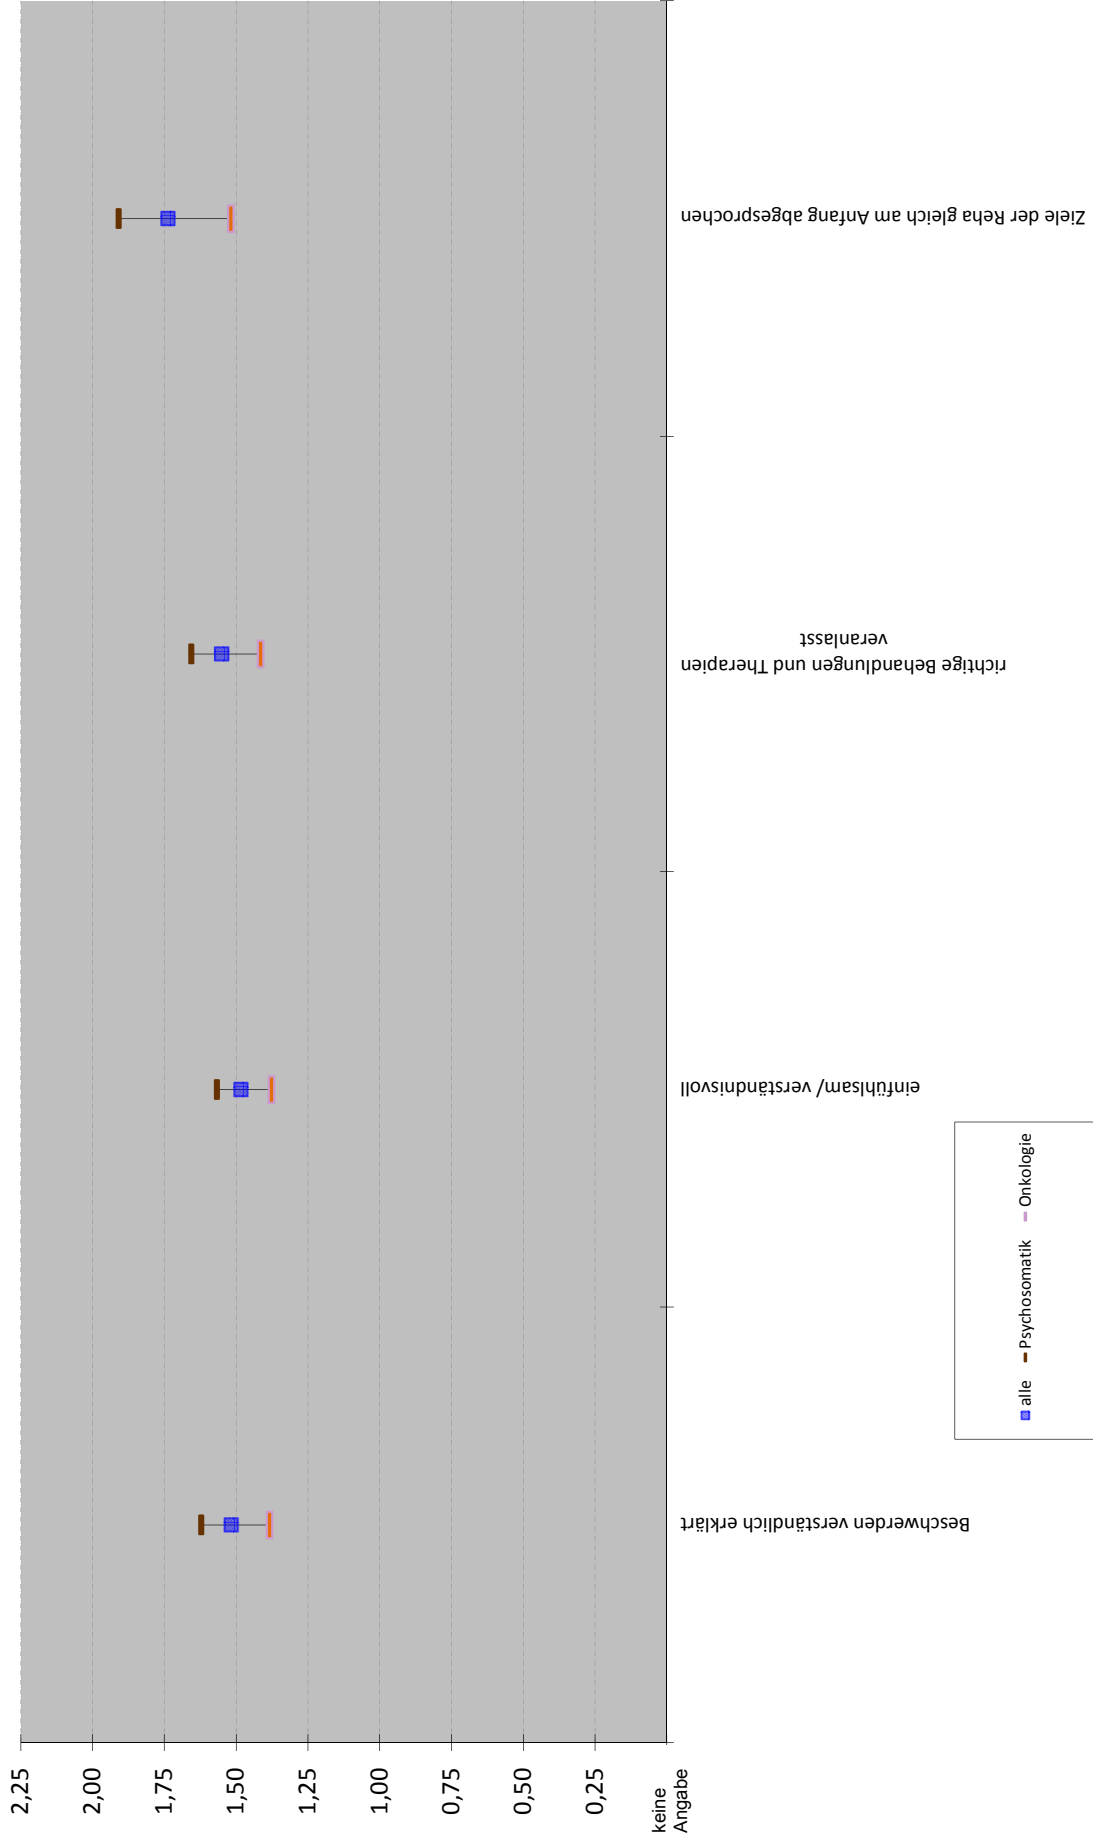 2,25
2,00
1,75
1,50
1,25
1,00
0,75
0,50
0,25
keine
Angabe
Beschwerden verständlich erklärt
einfühlsam/ verständnisvoll
richtige Behandlungen und Therapien
veranlasst
Ziele der Reha gleich am Anfang abgesprochen
alle Psychosomatik Onkologie